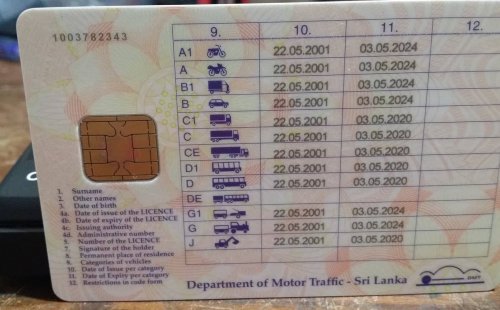 1003782343
9. 10. 11. 12.
A1 22.05.2001 03.05.2024
A 22.05.2001 03.05.2024
B1 22.05.2001 03.05.2024
B 22.05.2001 03.05.2024
C1 22.05.2001 03.05.2020
C 22.05.2001 03.05.2020
CE 22.05.2001 03.05.2020
D1 22.05.2001 03.05.2020
D 22.05.2001 03.05.2020
DE
G1 22.05.2001 03.05.2024
G 22.05.2001 03.05.2024
J 22.05.2001 03.05.2020
1. Surname
2. Other names
3. Date of birth
4a. Date of issue of the LICENCE
4b. Date of expiry of the LICENCE
4c. Issuing authority
4d. Administrative number
5. Number of the LICENCE
7. Signature of the holder
8. Permanent place of residence
9. Categories of vehicles
10. Date of Issue per category
11. Date of Expiry per category
12. Restrictions in code form
Department of Motor Traffic - Sri Lanka
DMT